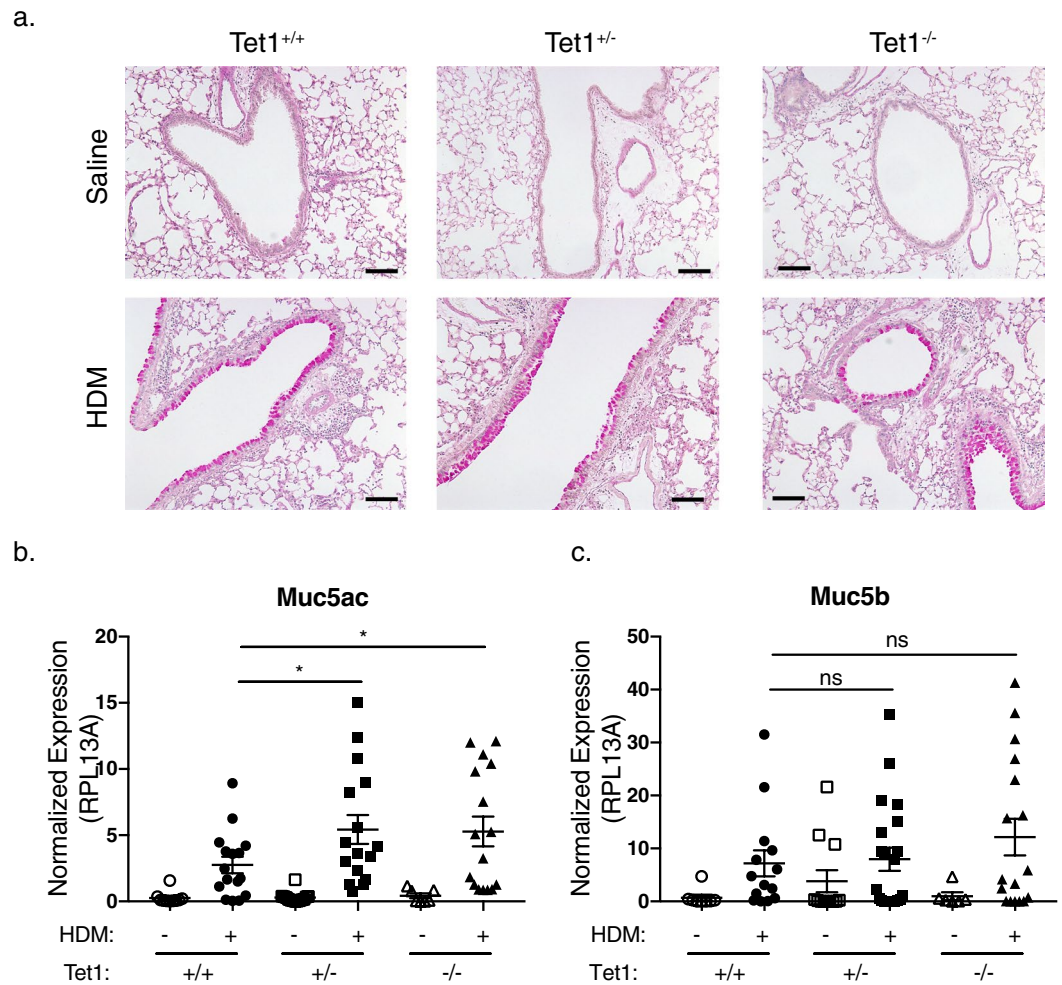 a.
Tet1+/+ Tet1+/- Tet1-/-
Saline
HDM
b.
Muc5ac
Normalized Expression
(RPL13A)
20
15
10
5
0
*
*
HDM: - + - + - +
Tet1: +/+ +/- -/-
c.
Muc5b
Normalized Expression
(RPL13A)
50
40
30
20
10
0
ns
ns
HDM: - + - + - +
Tet1: +/+ +/- -/-